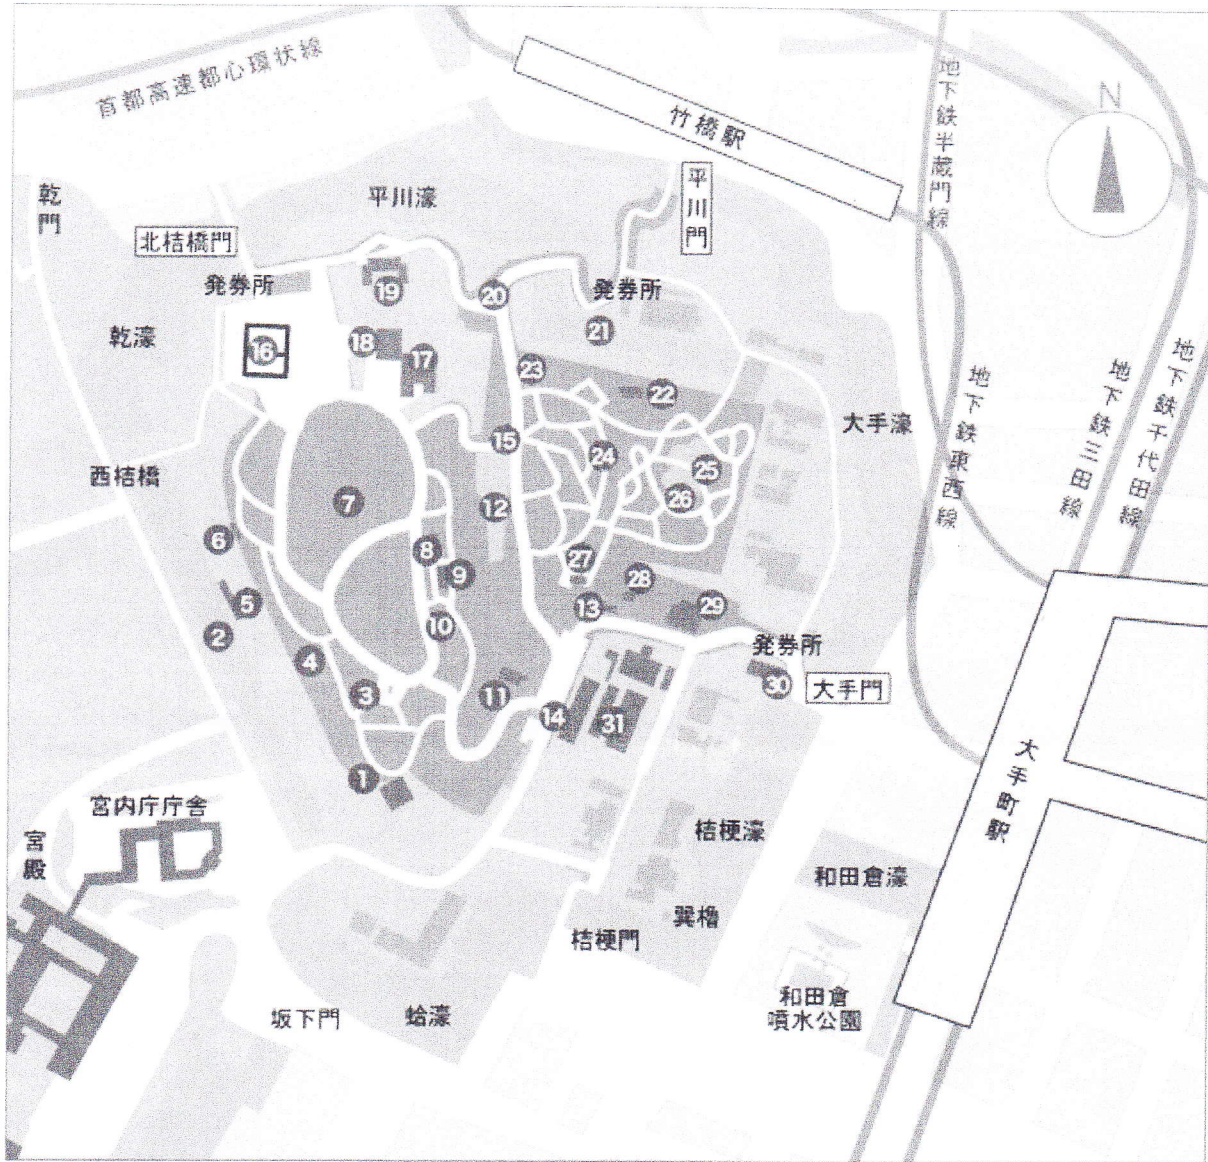 首都高速都心環状線
竹橋駅
地下鉄半蔵門線
N
乾門
平川濠
平川門
北桔橋門
発券所
19
20
発券所
乾濠
16
18
17
21
地下鉄東西線
地下鉄三田線
地下鉄千代田線
23
22
大手濠
15
24
25
西桔橋
7
12
26
6
8
9
27
28
5
13
29
2
10
発券所
4
3
11
30
大手門
14
31
大手町駅
1
宮内庁庁舎
宮殿
桔梗濠
和田倉濠
巽櫓
桔梗門
和田倉
噴水公園
坂下門
蛤濠